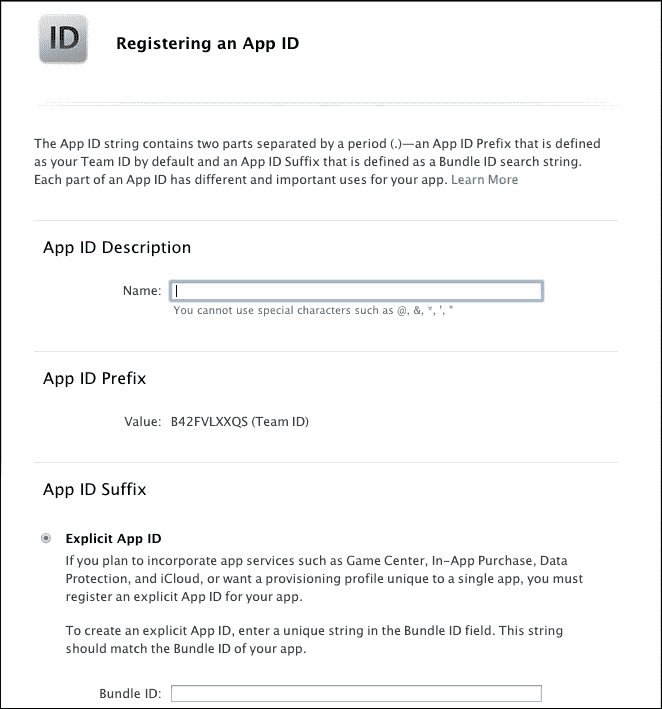 ID
Registering an App ID
The App ID string contains two parts separated by a period (.)—an App ID Prefix that is defined
as your Team ID by default and an App ID Suffix that is defined as a Bundle ID search string.
Each part of an App ID has different and important uses for your app. Learn More
App ID Description
Name:
You cannot use special characters such as @, &, *, ', "
App ID Prefix
Value: B42FVLXXQS (Team ID)
App ID Suffix
Explicit App ID
If you plan to incorporate app services such as Game Center, In-App Purchase, Data
Protection, and iCloud, or want a provisioning profile unique to a single app, you must
register an explicit App ID for your app.
To create an explicit App ID, enter a unique string in the Bundle ID field. This string
should match the Bundle ID of your app.
Bundle ID: